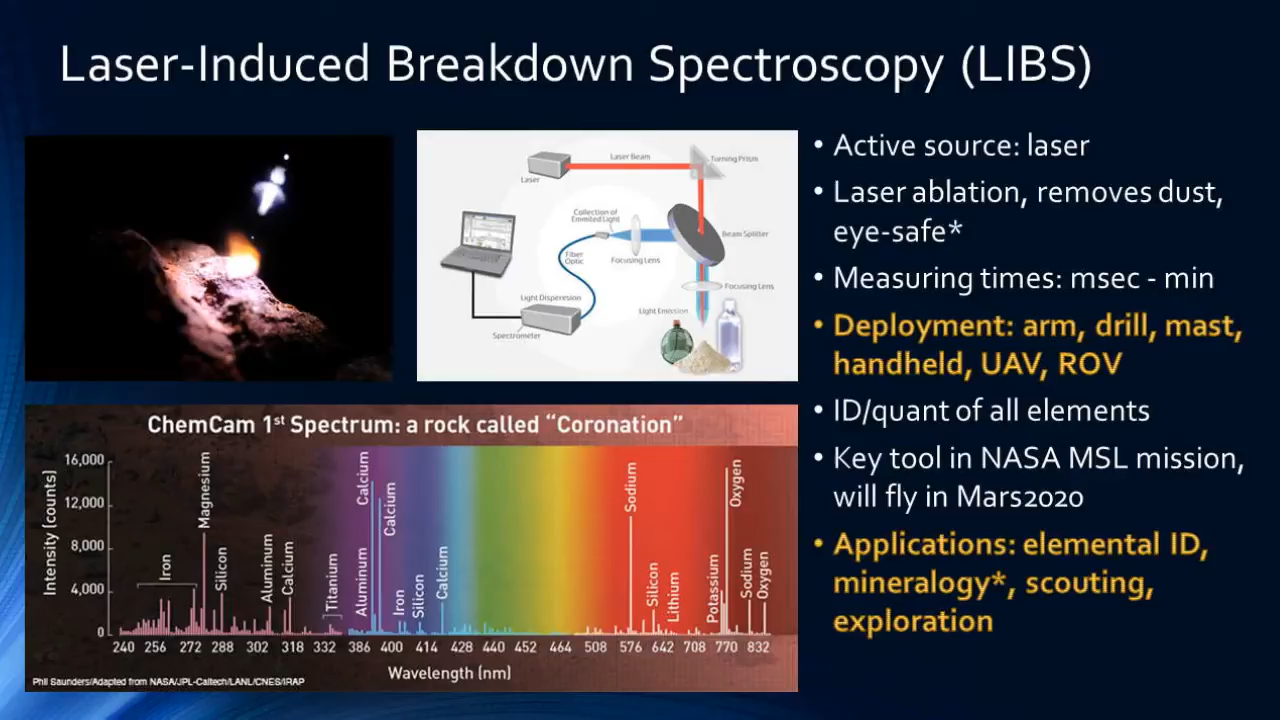 Laser-Induced Breakdown Spectroscopy (LIBS)
Laser Beam
Turning Prism
Laser
Collection of
Emmited Light
Beam Splitter
Fiber
Optic
Focusing Lens
Focusing Lens
Light Disperesion
Light Emission
Spectrometer
ChemCam 1st Spectrum: a rock called “Coronation”
Intensity (counts)
16,000
12,000
8,000
4,000
0
Iron
Magnesium
Silicon
Aluminum
Calcium
Titanium
Aluminum
Calcium
Calcium
Iron
Silicon
Calcium
Sodium
Silicon
Lithium
Potassium
Oxygen
Sodium
Oxygen
240 256 272 288 302 318 332 386 400 414 428 440 452 464 508 576 642 708 770 832
Wavelength (nm)
Phil Saunders/Adapted from NASA/JPL-Caltech/LANL/CNES/IRAP
• Active source: laser
• Laser ablation, removes dust,
eye-safe*
• Measuring times: msec - min
• Deployment: arm, drill, mast,
handheld, UAV, ROV
• ID/quant of all elements
• Key tool in NASA MSL mission,
will fly in Mars2020
• Applications: elemental ID,
mineralogy*, scouting,
exploration